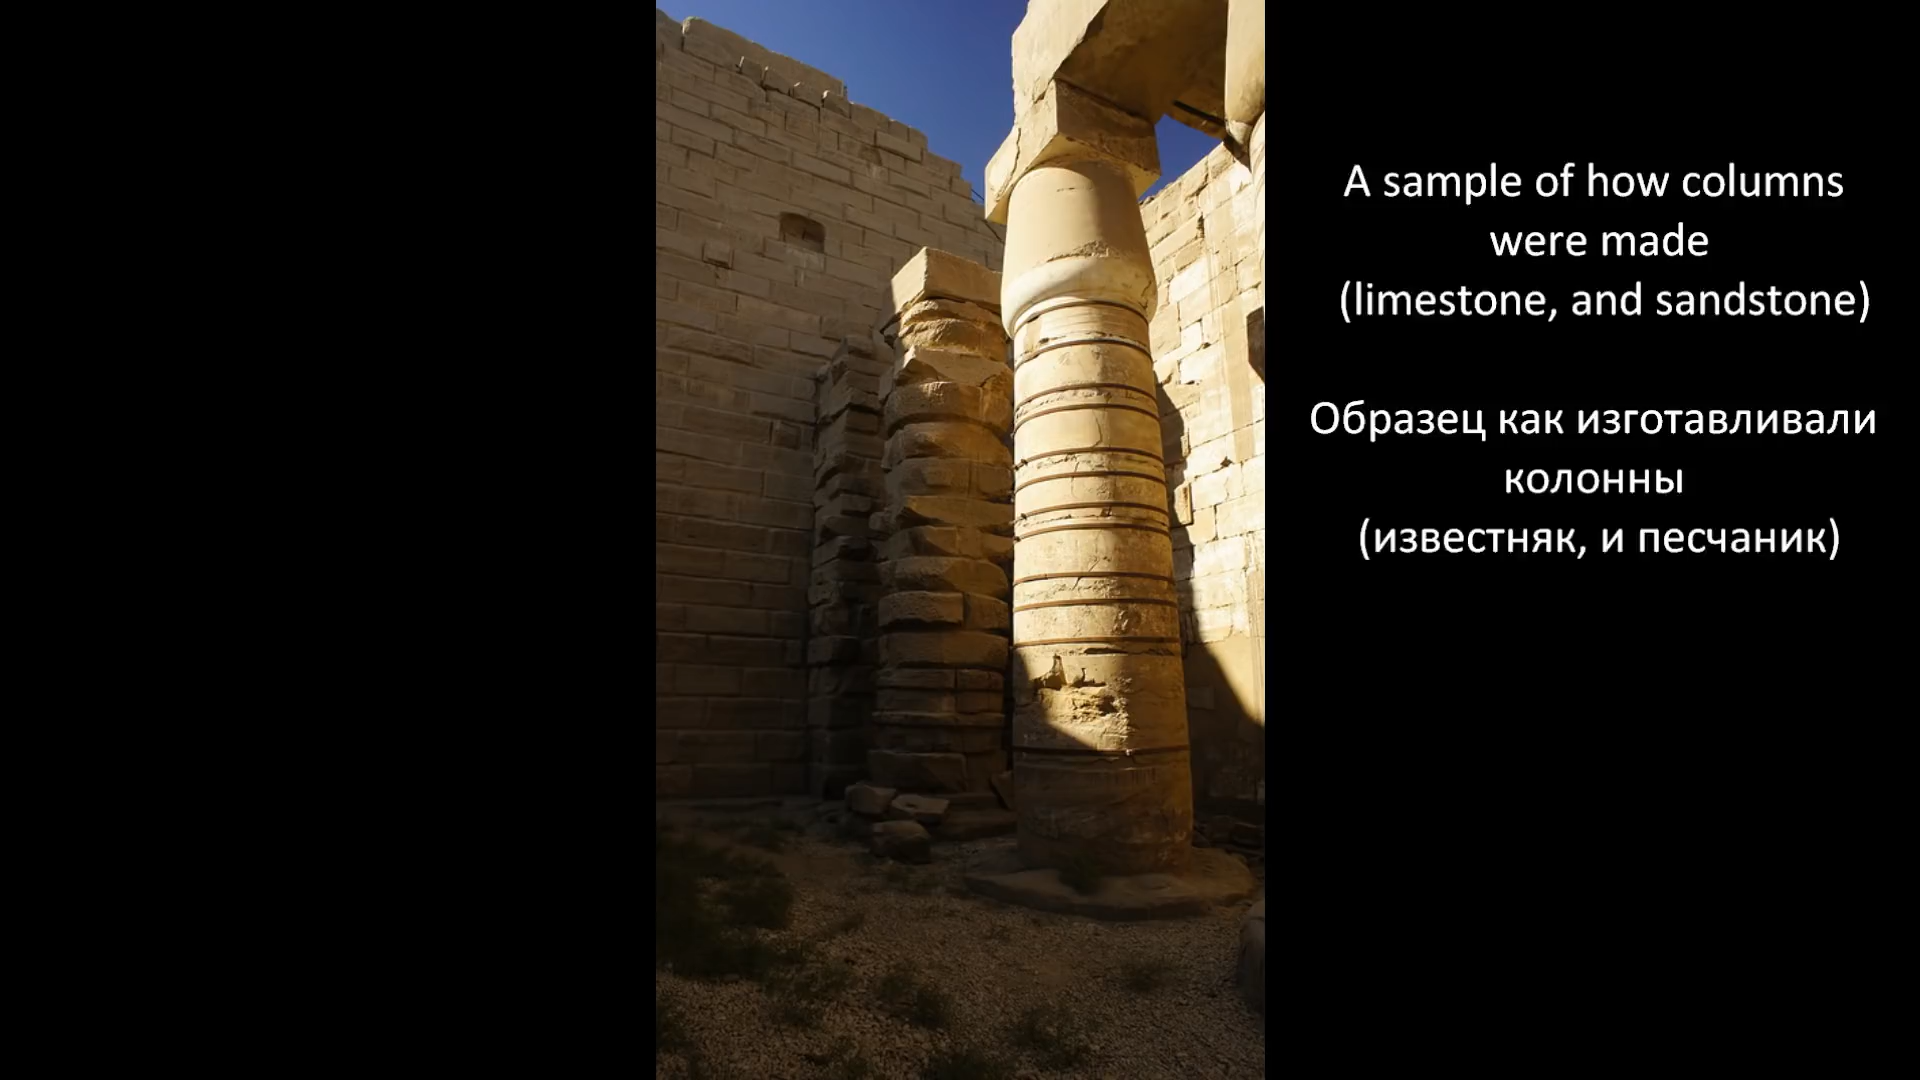 A sample of how columns
were made
(limestone, and sandstone)
Образец как изготавливали
колонны
(известняк, и песчаник)